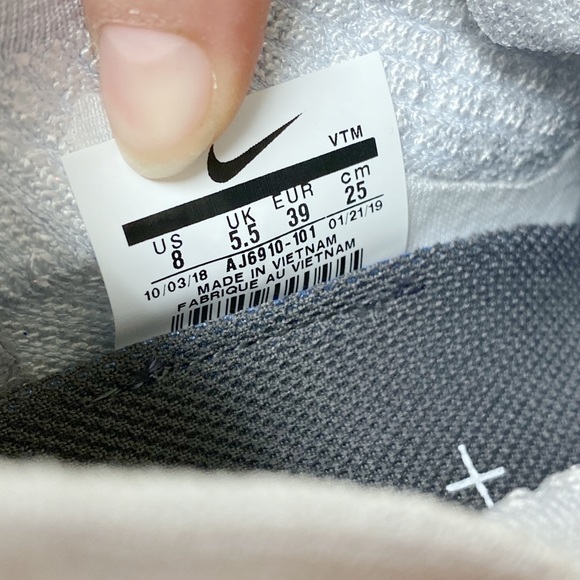 VTM
US UK EUR cm
8 5.5 39 25
10/03/18 AJ6910-101 01/21/19
MADE IN VIETNAM
FABRIQUE AU VIETNAM